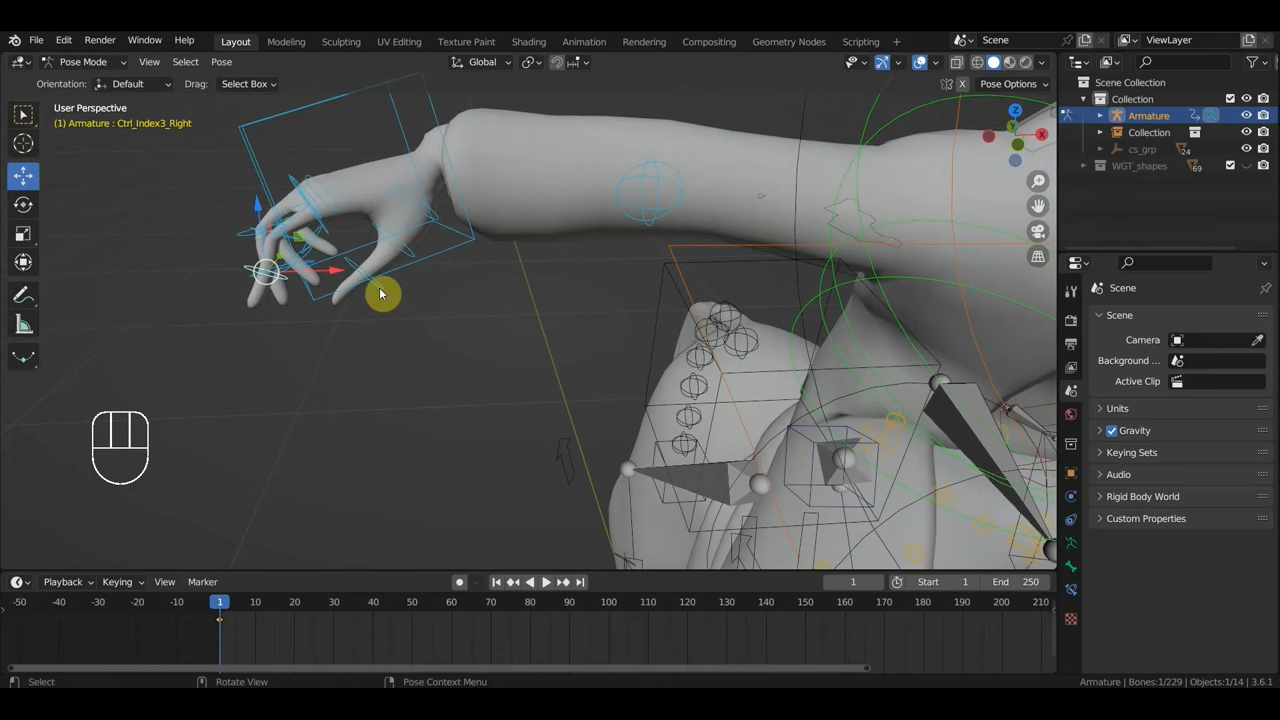 File Edit Render Window Help Layout Modeling Sculpting UV Editing Texture Paint Shading Animation Rendering Compositing Geometry Nodes Scripting + Scene ViewLayer
Pose Mode View Select Pose Global
Orientation: Default Drag: Select Box X Pose Options
User Perspective
(1) Armature : Ctrl_Index3_Right
Z
Y
X
Scene Collection
Collection
Armature
Collection
cs_grp 24
WGT_shapes 69
Scene
Scene
Camera
Background ...
Active Clip
Units
Gravity
Keying Sets
Audio
Rigid Body World
Custom Properties
Playback Keying View Marker 1 Start 1 End 250
-50 -40 -30 -20 -10 1 10 20 30 40 50 60 70 80 90 100 110 120 130 140 150 160 170 180 190 200 210
Select Rotate View Pose Context Menu Armature | Bones:1/229 | Objects:1/14 | 3.6.1